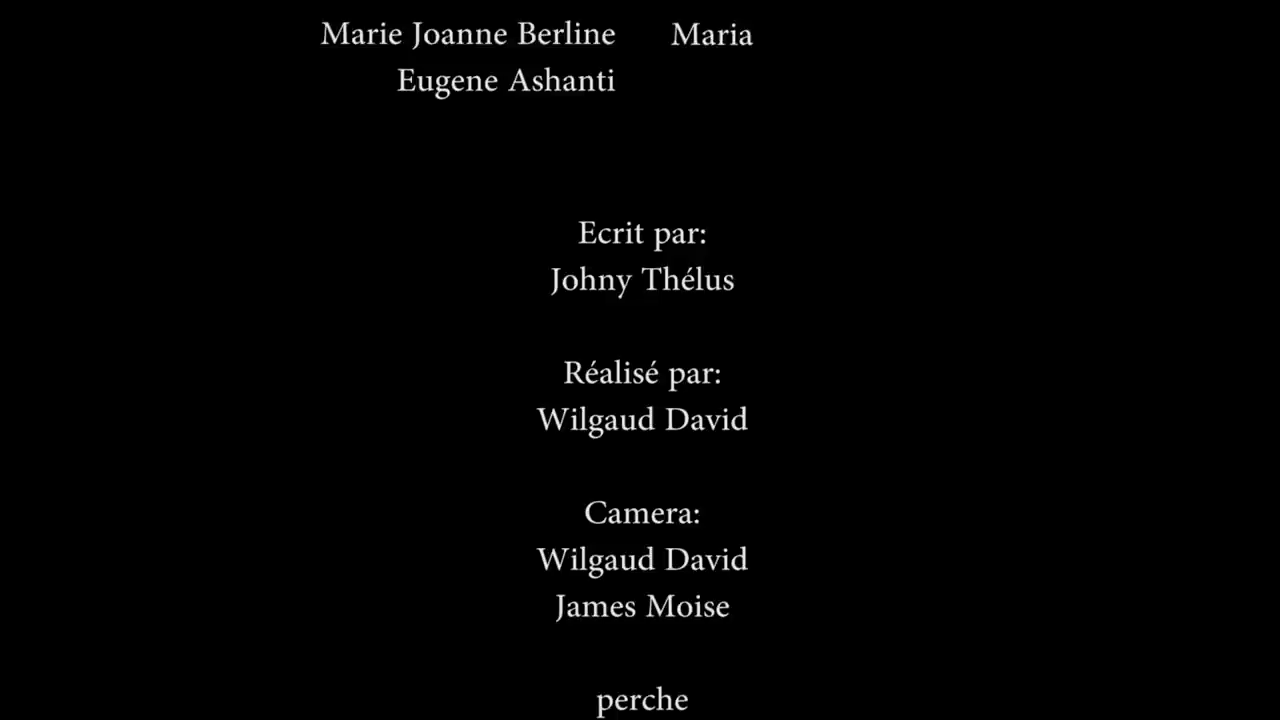 Marie Joanne Berline Maria
Eugene Ashanti
Ecrit par:
Johny Thélus
Réalisé par:
Wilgaud David
Camera:
Wilgaud David
James Moise
perche